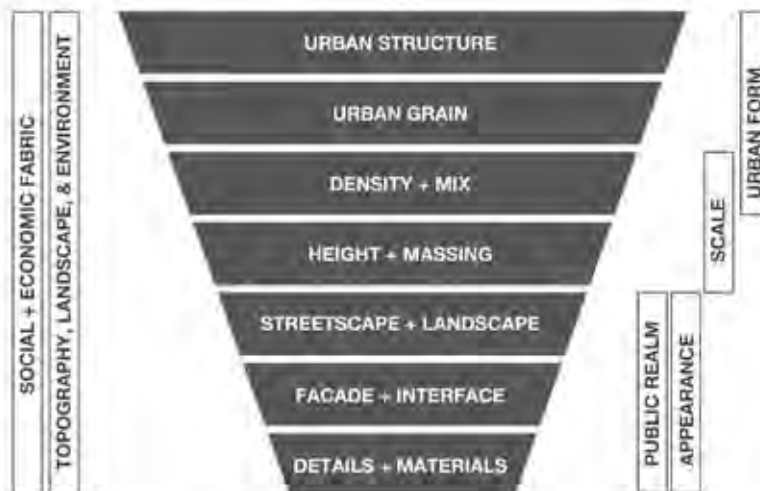 SOCIAL + ECONOMIC FABRIC
TOPOGRAPHY, LANDSCAPE, & ENVIRONMENT
URBAN STRUCTURE
URBAN GRAIN
DENSITY + MIX
HEIGHT + MASSING
STREETSCAPE + LANDSCAPE
FACADE + INTERFACE
DETAILS + MATERIALS
PUBLIC REALM
APPEARANCE
SCALE
URBAN FORM